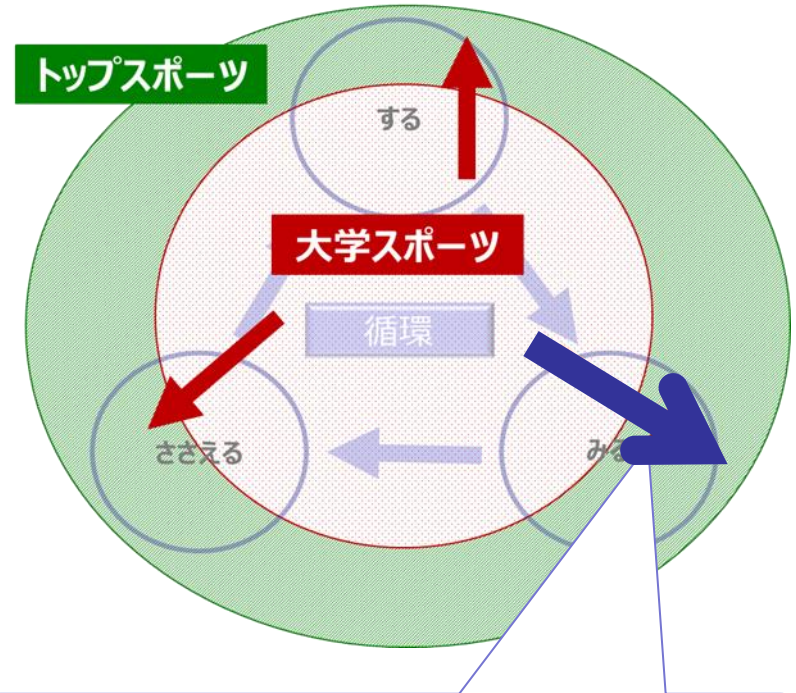 トップスポーツ
する
大学スポーツ
循環
ささえる
みる